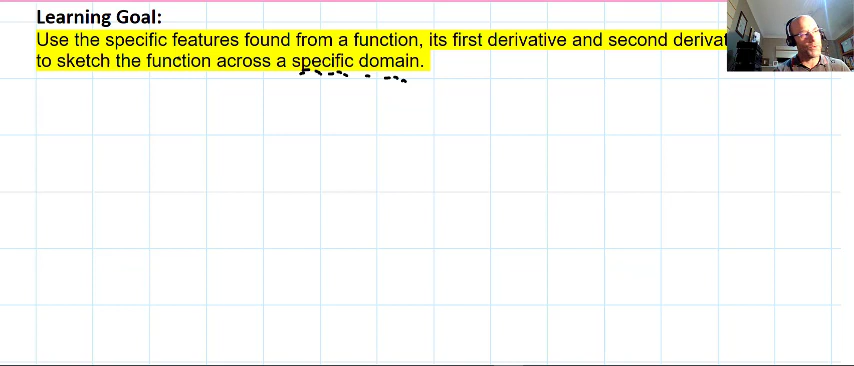 Learning Goal:
Use the specific features found from a function, its first derivative and second
to sketch the function across a specific domain.